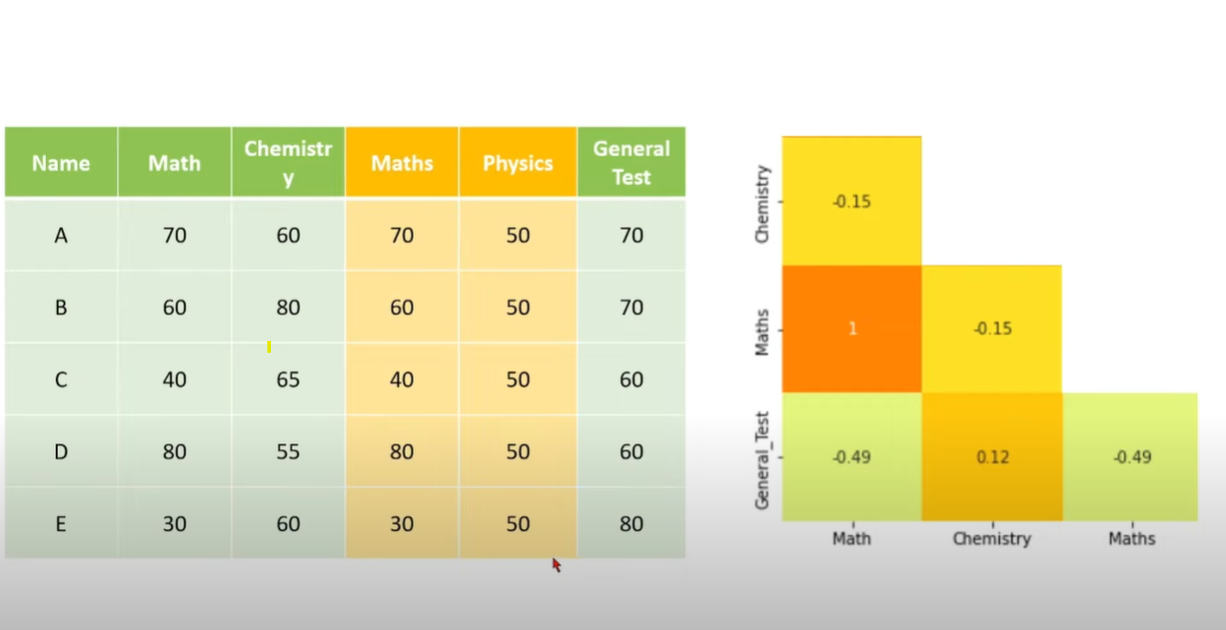 Name Math Chemistr
y Maths Physics General
Test
A 70 60 70 50 70
B 60 80 60 50 70
C 40 65 40 50 60
D 80 55 80 50 60
E 30 60 30 50 80
Chemistry -0.15
Maths 1 -0.15
General_Test -0.49 0.12 -0.49
Math Chemistry Maths